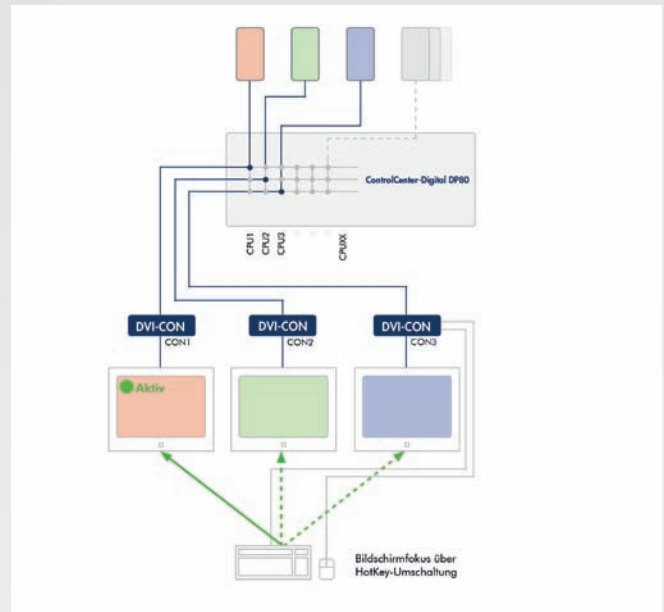 ControlCenter-Digital DP80
CPU1
CPU2
CPU3
CPUXX
DVI-CON
DVI-CON
DVI-CON
CON1
CON2
CON3
Aktiv
Bildschirmfokus über
HotKey-Umschaltung